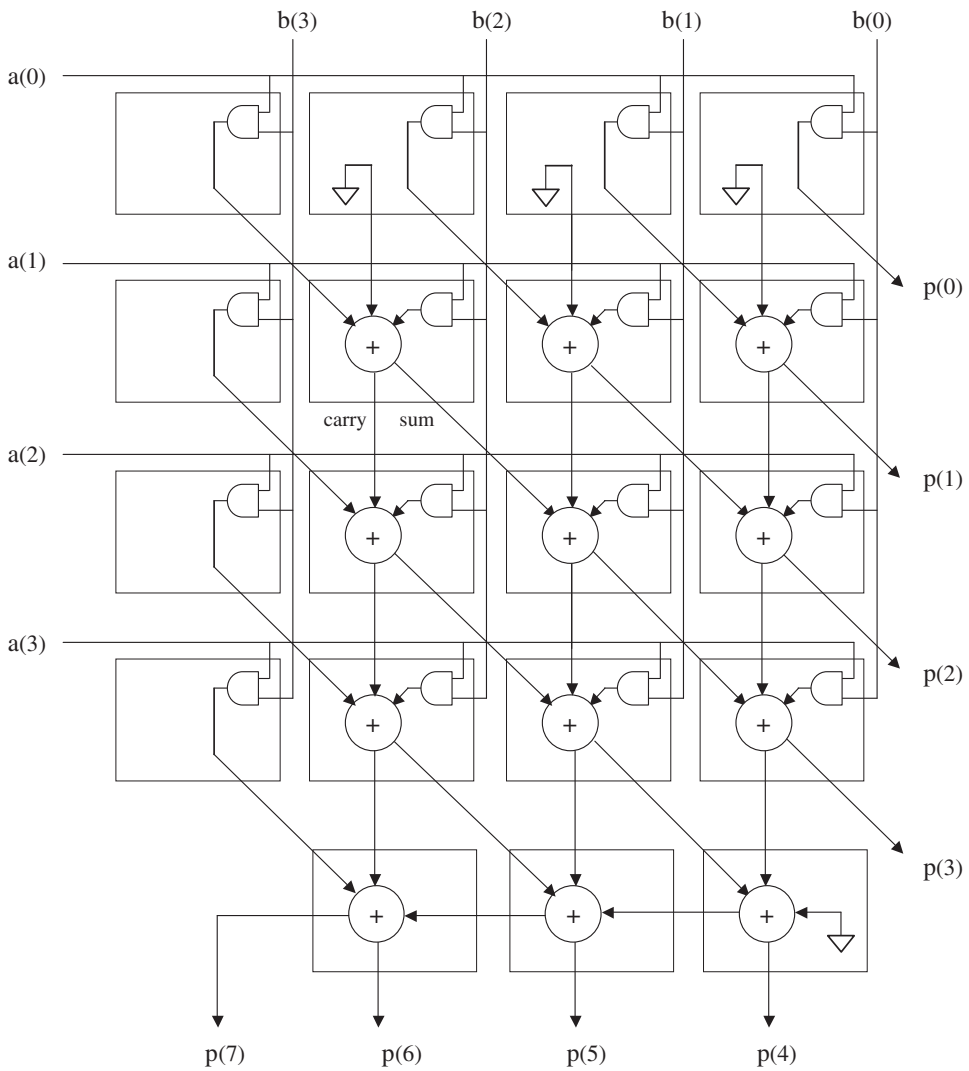 b(3) b(2) b(1) b(0)
a(0)
a(1)
p(0)
+ + +
carry sum
a(2)
p(1)
+ + +
a(3)
p(2)
+ + +
p(3)
+ + +
p(7) p(6) p(5) p(4)